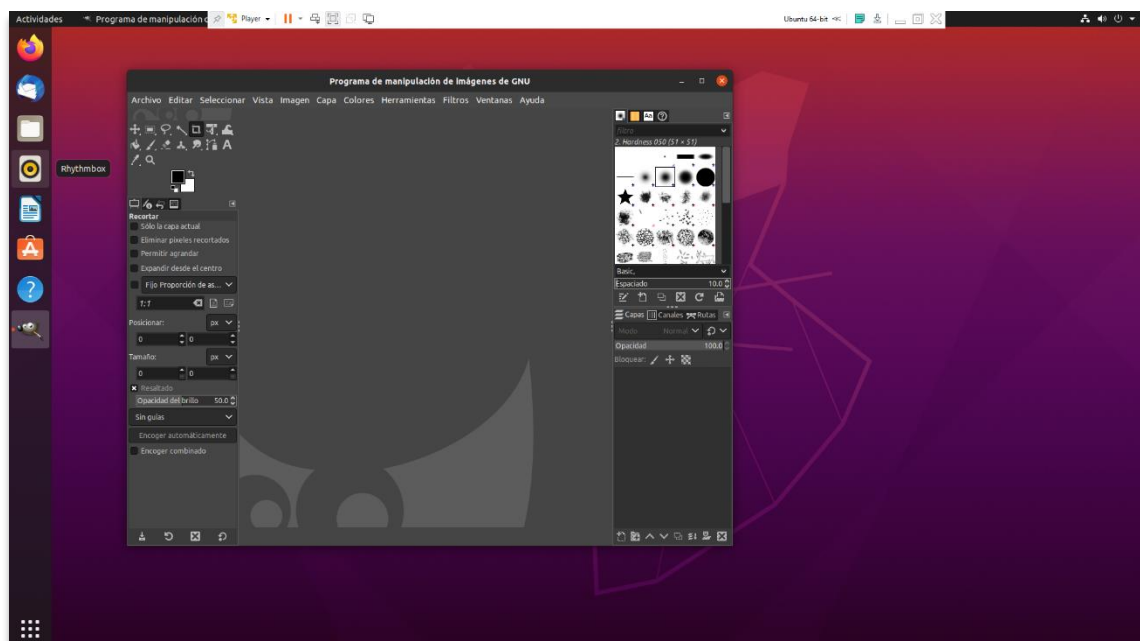 Actividades Programa de manipulación d Player Ubuntu 64-bit
Programa de manipulación de imágenes de GNU
Archivo Editar Seleccionar Vista Imagen Capa Colores Herramientas Filtros Ventanas Ayuda
filtro
2. Hardness 050 (51 × 51)
Rhythmbox
Recortar
Sólo la capa actual
Eliminar píxeles recortados
Permitir agrandar
Expandir desde el centro
Fijo Proporción de as...
1:1
Posicionar: px
0 0
Tamaño: px
0 0
Resaltado
Opacidad del brillo 50.0
Sin guías
Encoger automáticamente
Encoger combinado
Basic,
Espaciado 10.0
Capas Canales Rutas
Modo Normal
Opacidad 100.0
Bloquear: